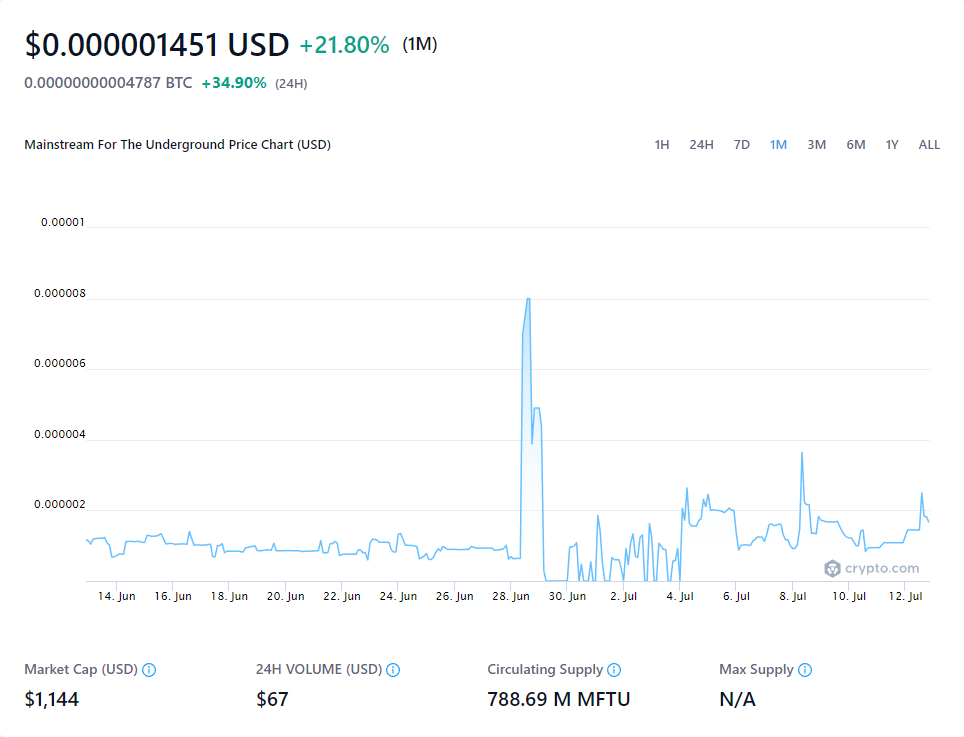 $0.000001451 USD +21.80% (1M)
0.00000000004787 BTC +34.90% (24H)
Mainstream For The Underground Price Chart (USD) 1H 24H 7D 1M 3M 6M 1Y ALL
0.00001
0.000008
0.000006
0.000004
0.000002
crypto.com
14. Jun 16. Jun 18. Jun 20. Jun 22. Jun 24. Jun 26. Jun 28. Jun 30. Jun 2. Jul 4. Jul 6. Jul 8. Jul 10. Jul 12. Jul
Market Cap (USD) 24H VOLUME (USD) Circulating Supply Max Supply
$1,144 $67 788.69 M MFTU N/A